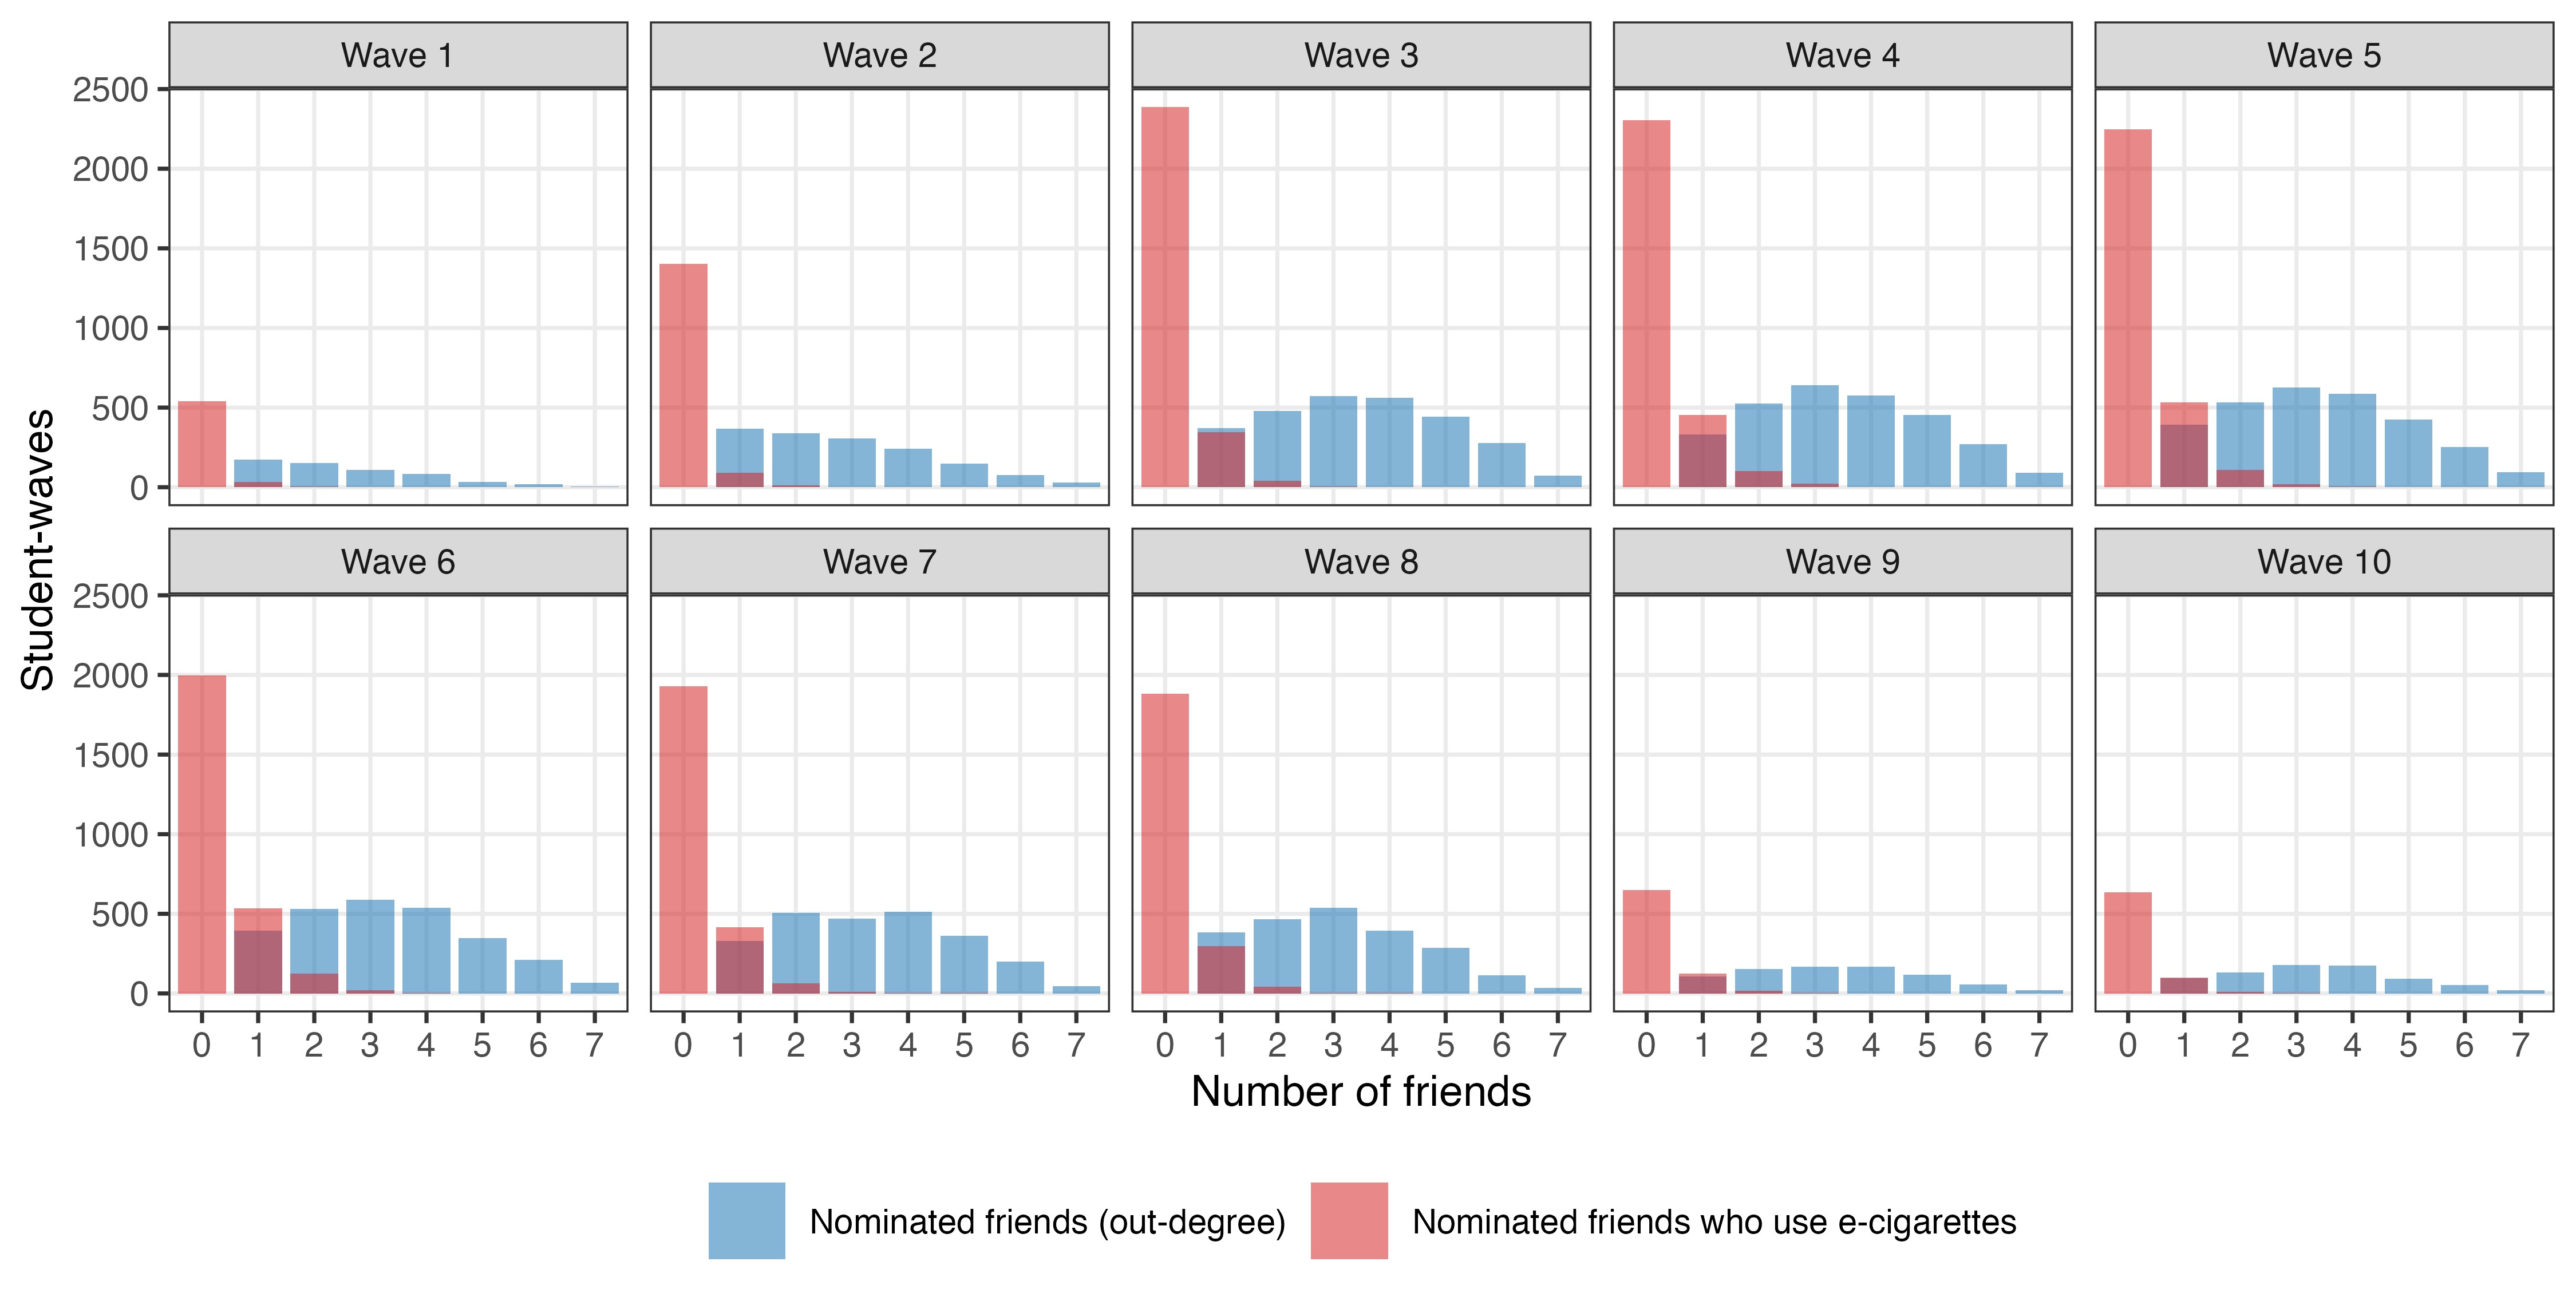 Wave 1 Wave 2 Wave 3 Wave 4 Wave 5
2500
2000
1500
1000
500
0
Student-waves
Wave 6 Wave 7 Wave 8 Wave 9 Wave 10
2500
2000
1500
1000
500
0
0 1 2 3 4 5 6 7 0 1 2 3 4 5 6 7 0 1 2 3 4 5 6 7 0 1 2 3 4 5 6 7 0 1 2 3 4 5 6 7
Number of friends
Nominated friends (out-degree) Nominated friends who use e-cigarettes